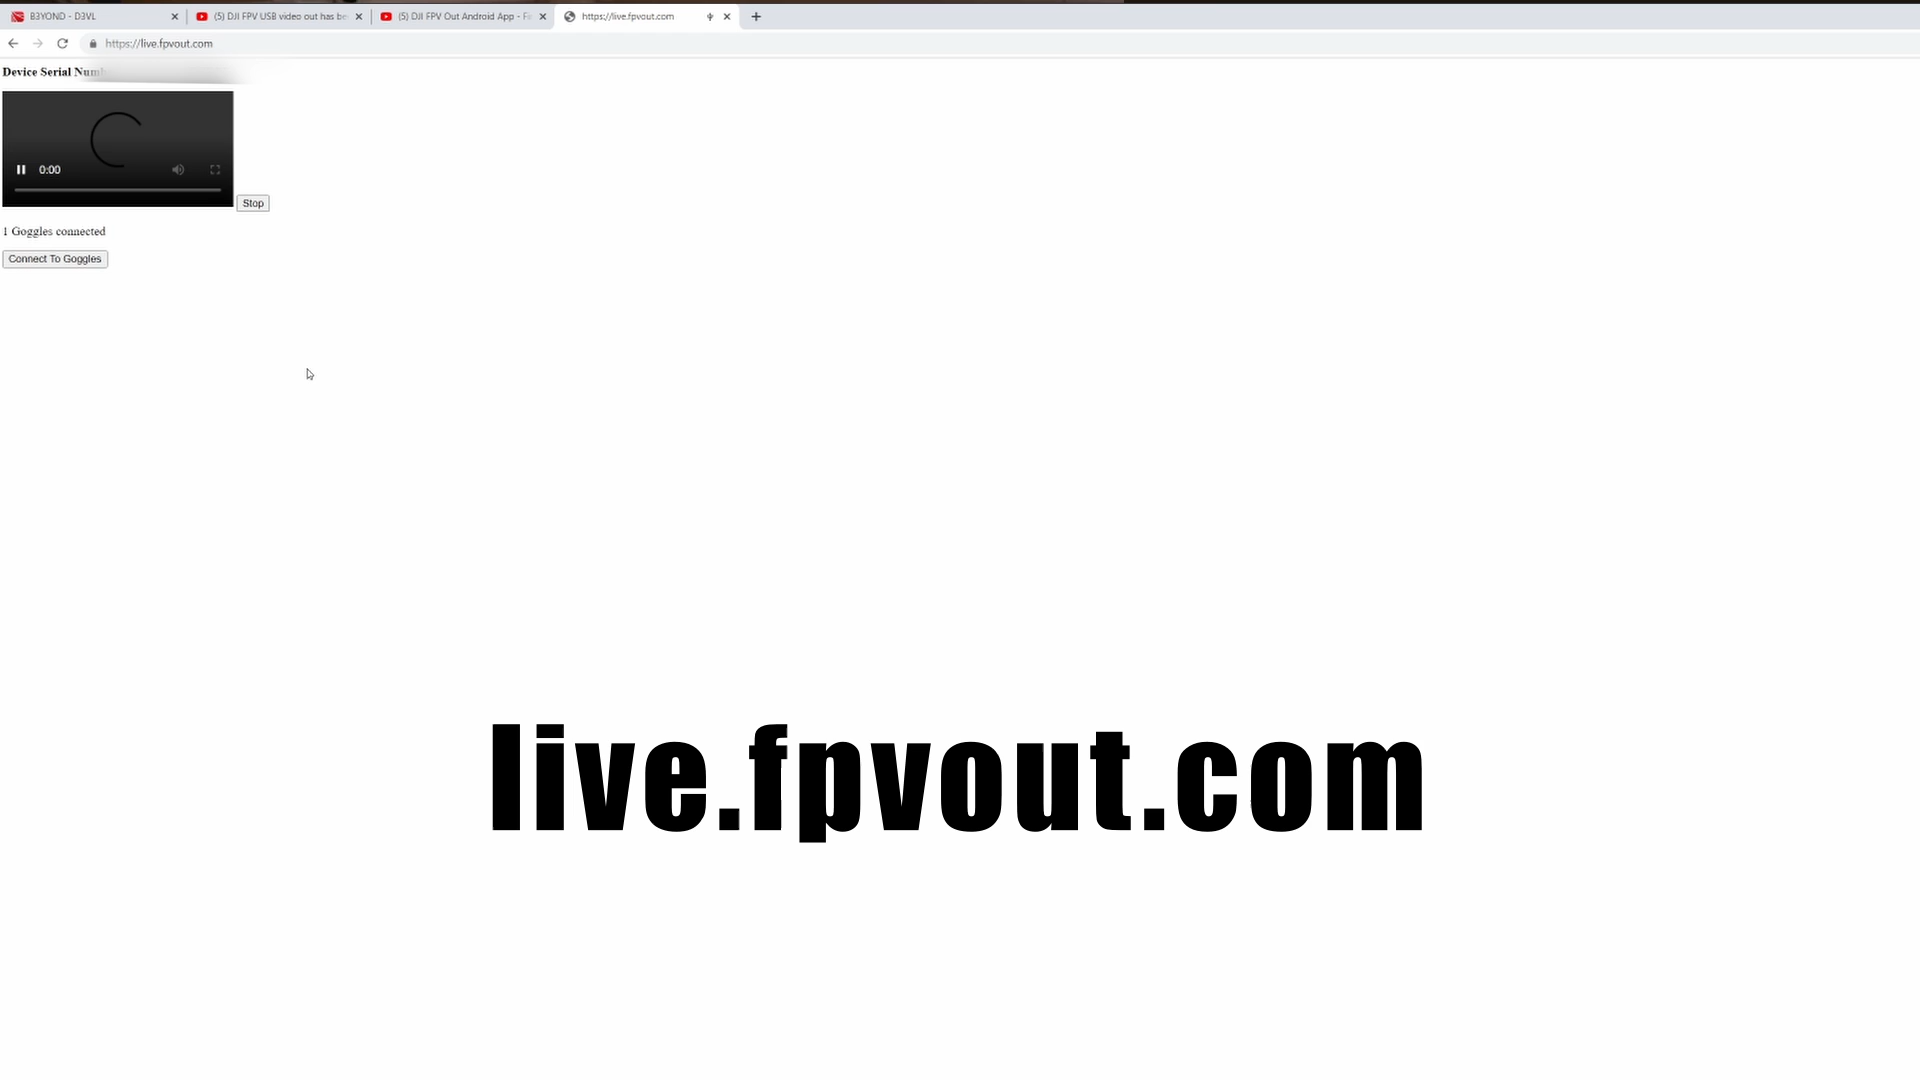 B3YOND - D3VL
(5) DJI FPV USB video out has be
(5) DJI FPV Out Android App - Fi
https://live.fpvout.com
https://live.fpvout.com
Device Serial Num
0:00
Stop
1 Goggles connected
Connect To Goggles
live.fpvout.com